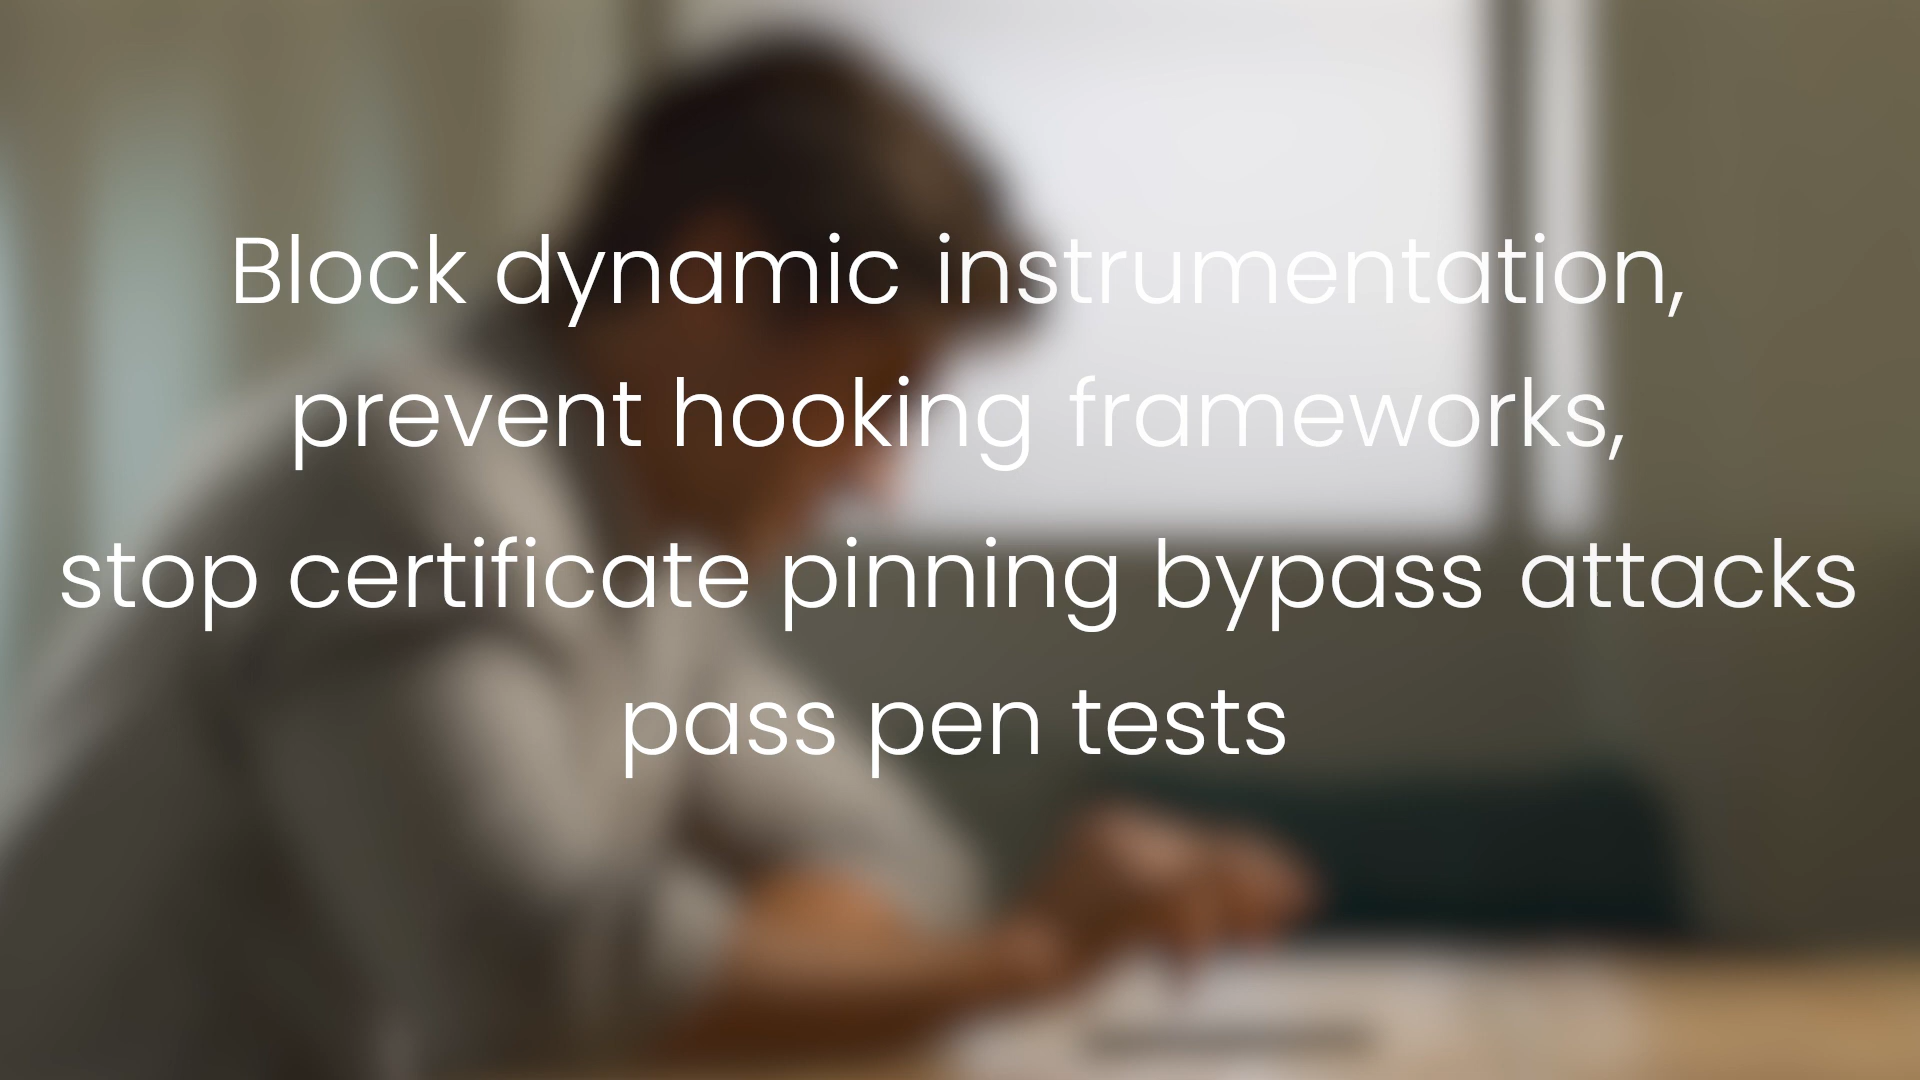 Block dynamic instrumentation,
prevent hooking frameworks,
stop certificate pinning bypass attacks
pass pen tests